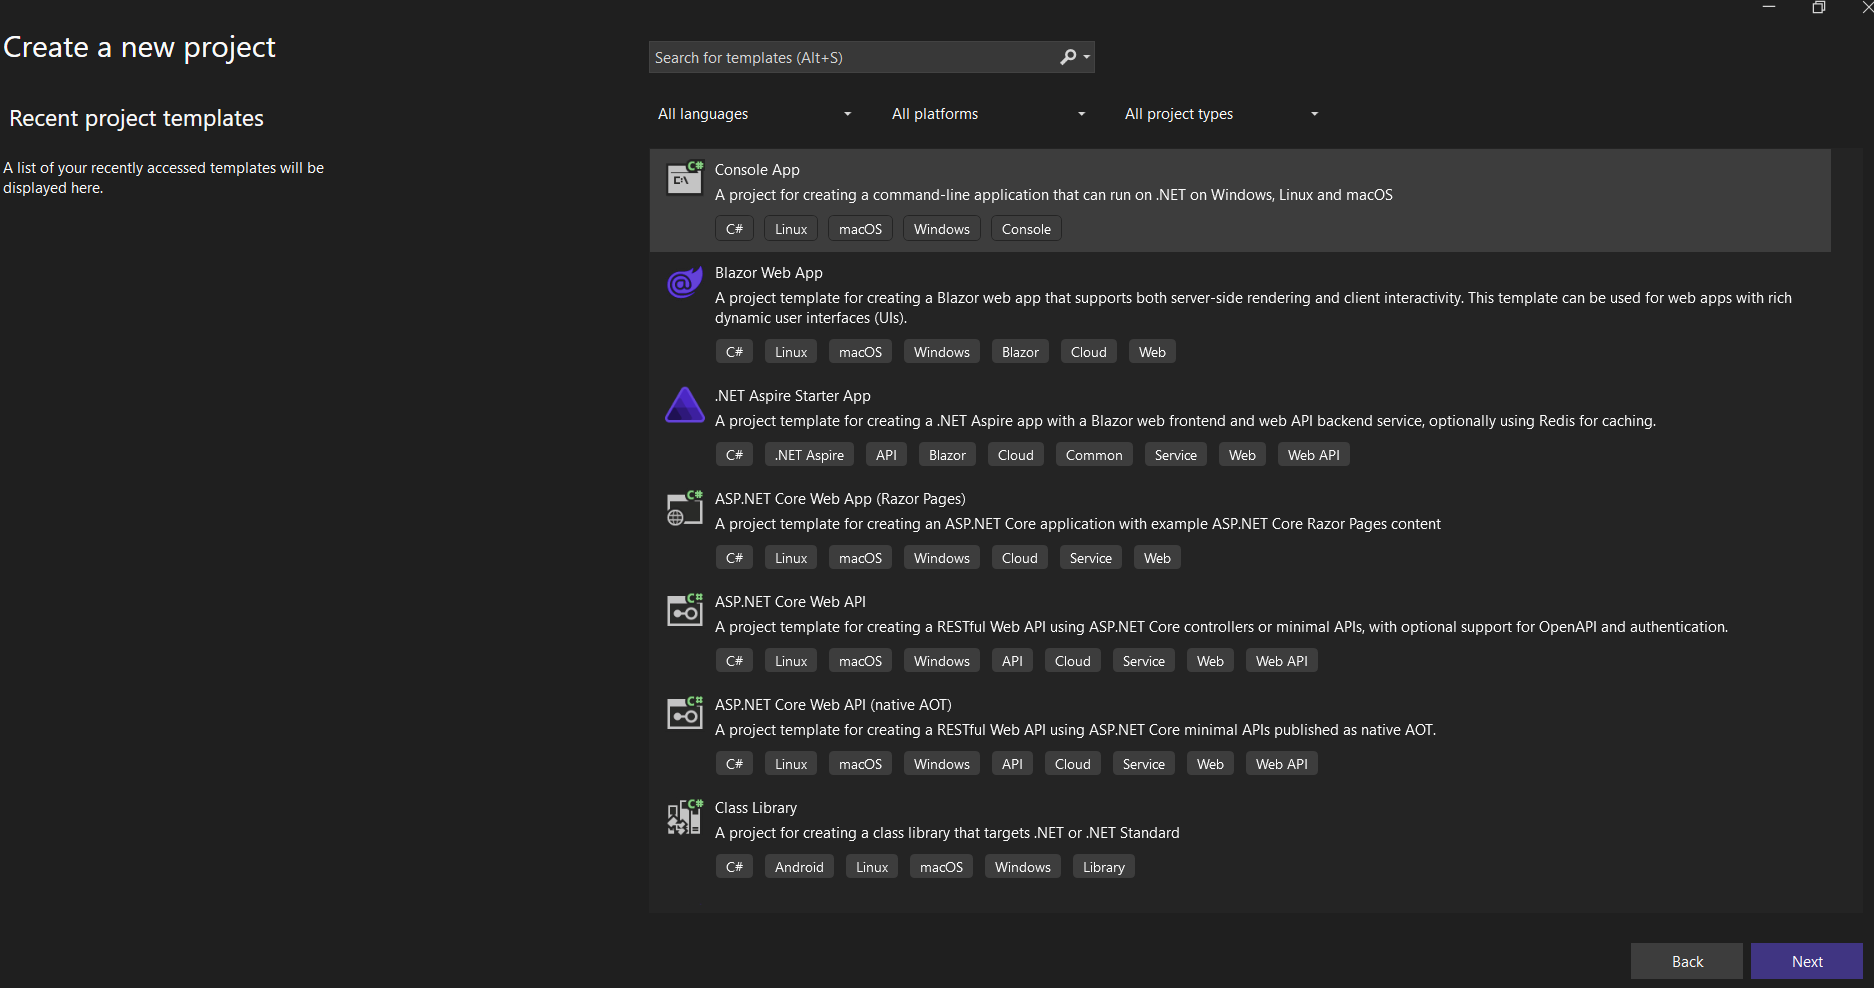 Create a new project
Recent project templates
A list of your recently accessed templates will be
displayed here.
Search for templates (Alt+S)
All languages
All platforms
All project types
C#
C:\
Console App
A project for creating a command-line application that can run on .NET on Windows, Linux and macOS
C# Linux macOS Windows Console
Blazor Web App
A project template for creating a Blazor web app that supports both server-side rendering and client interactivity. This template can be used for web apps with rich
dynamic user interfaces (UIs).
C# Linux macOS Windows Blazor Cloud Web
.NET Aspire Starter App
A project template for creating a .NET Aspire app with a Blazor web frontend and web API backend service, optionally using Redis for caching.
C# .NET Aspire API Blazor Cloud Common Service Web Web API
C#
ASP.NET Core Web App (Razor Pages)
A project template for creating an ASP.NET Core application with example ASP.NET Core Razor Pages content
C# Linux macOS Windows Cloud Service Web
C#
ASP.NET Core Web API
A project template for creating a RESTful Web API using ASP.NET Core controllers or minimal APIs, with optional support for OpenAPI and authentication.
C# Linux macOS Windows API Cloud Service Web Web API
C#
ASP.NET Core Web API (native AOT)
A project template for creating a RESTful Web API using ASP.NET Core minimal APIs published as native AOT.
C# Linux macOS Windows API Cloud Service Web Web API
C#
Class Library
A project for creating a class library that targets .NET or .NET Standard
C# Android Linux macOS Windows Library
Back
Next